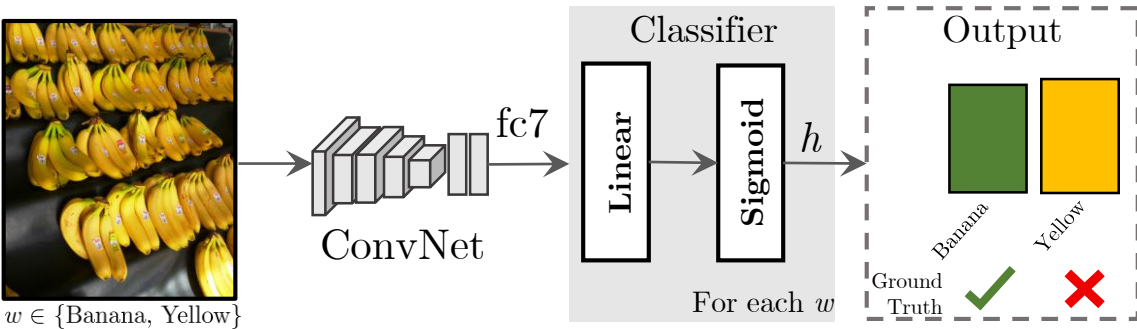 w ∈ {Banana, Yellow}
ConvNet
fc7
Classifier
Linear
Sigmoid
For each w
h
Output
Banana
Yellow
Ground
Truth